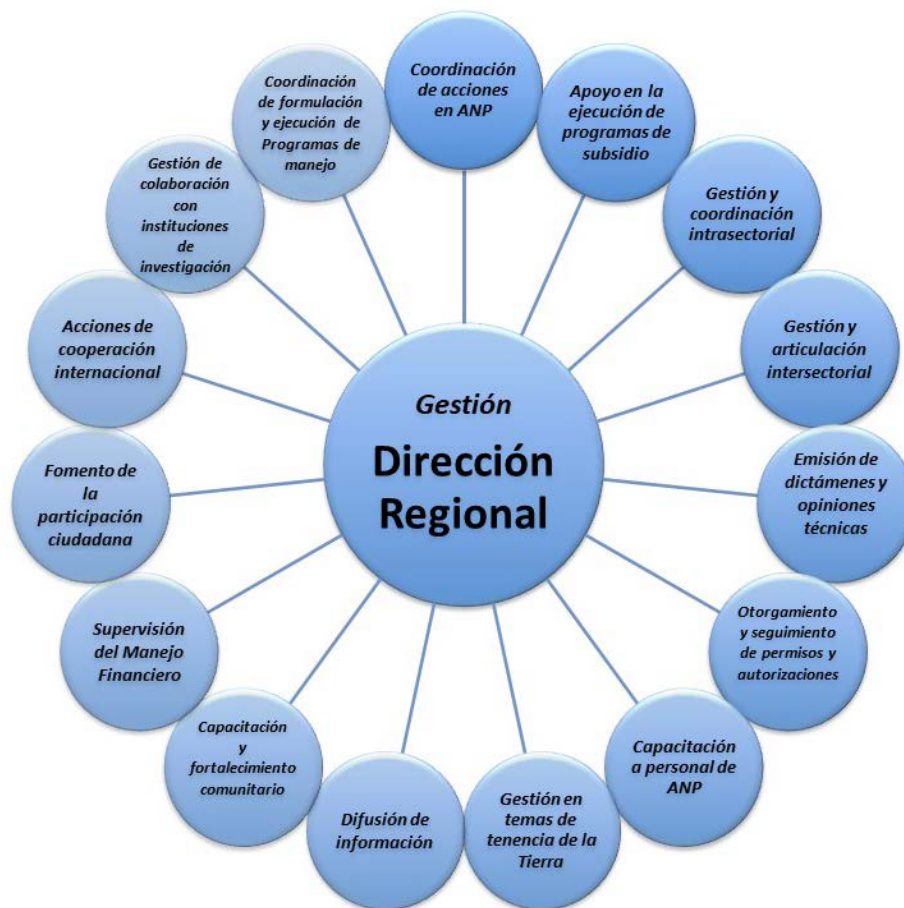 Gestión
Dirección
Regional
Coordinación
de acciones
en ANP
Apoyo en la
ejecución de
programas de
subsidio
Gestión y
coordinación
intrasectorial
Gestión y
articulación
intersectorial
Emisión de
dictámenes y
opiniones
técnicas
Otorgamiento
y seguimiento
de permisos y
autorizaciones
Capacitación
a personal de
ANP
Gestión en
temas de
tenencia de la
Tierra
Difusión de
información
Capacitación
y
fortalecimiento
comunitario
Supervisión
del Manejo
Financiero
Fomento de
la
participación
ciudadana
Acciones de
cooperación
internacional
Gestión de
colaboración
con
instituciones
de
investigación
Coordinación
de formulación
y ejecución de
Programas de
manejo